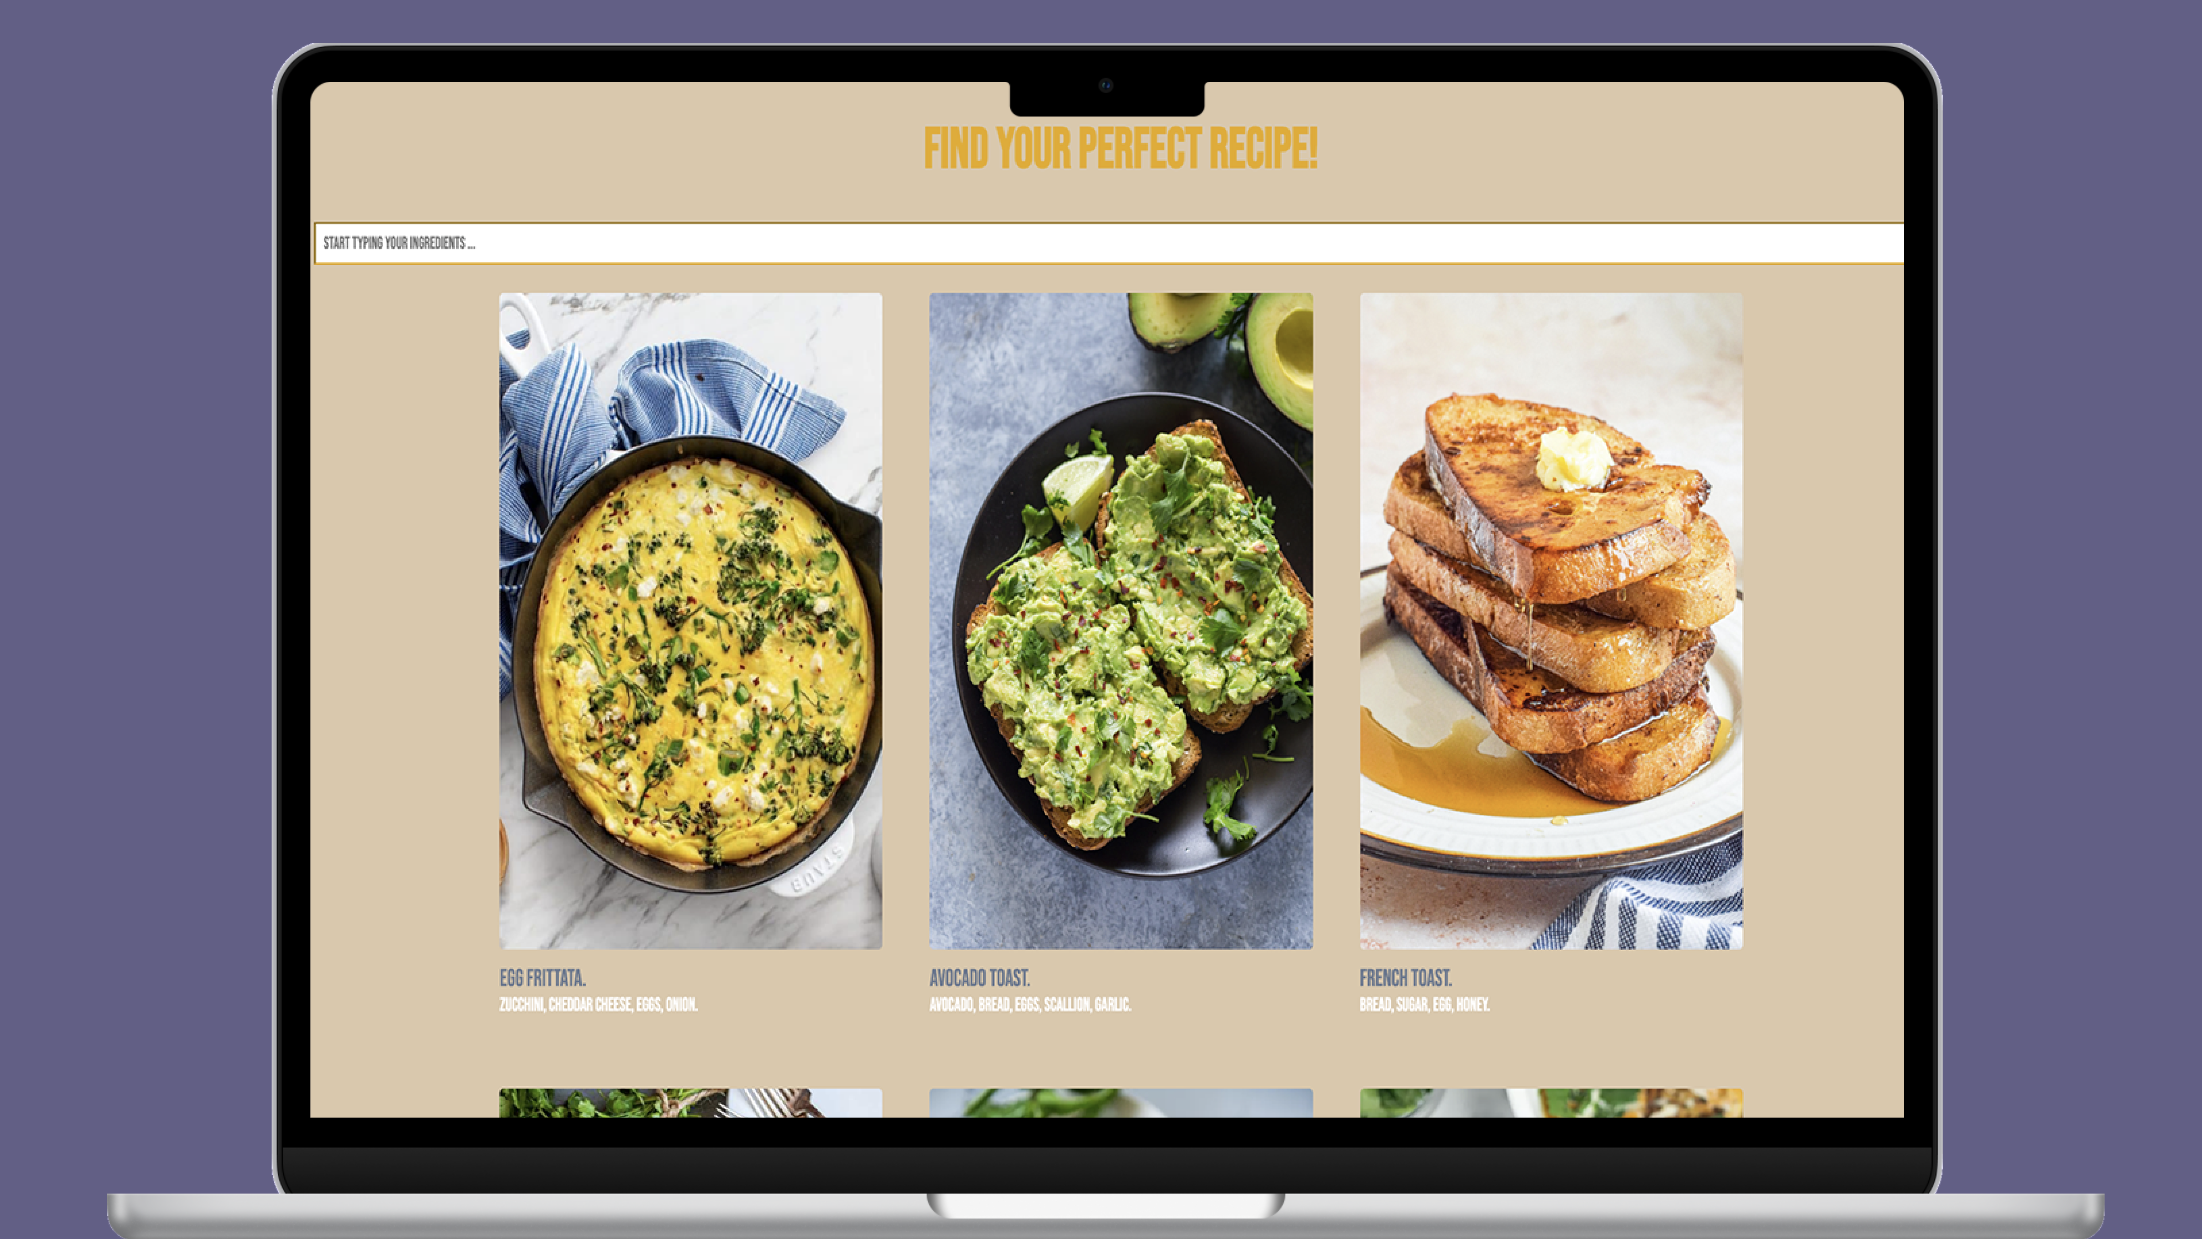 FIND YOUR PERFECT RECIPE!
START TYPING YOUR INGREDIENTS ...
STAUB
EGG FRITTATA.
ZUCCHINI, CHEDDAR CHEESE, EGGS, ONION.
AVOCADO TOAST.
AVOCADO, BREAD, EGGS, SCALLION, GARLIC.
FRENCH TOAST.
BREAD, SUGAR, EGG, HONEY.